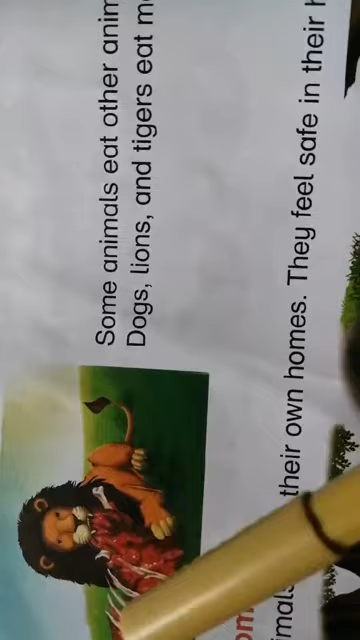 Some animals eat other anim
Dogs, lions, and tigers eat m
om
imals
their own homes. They feel safe in their h